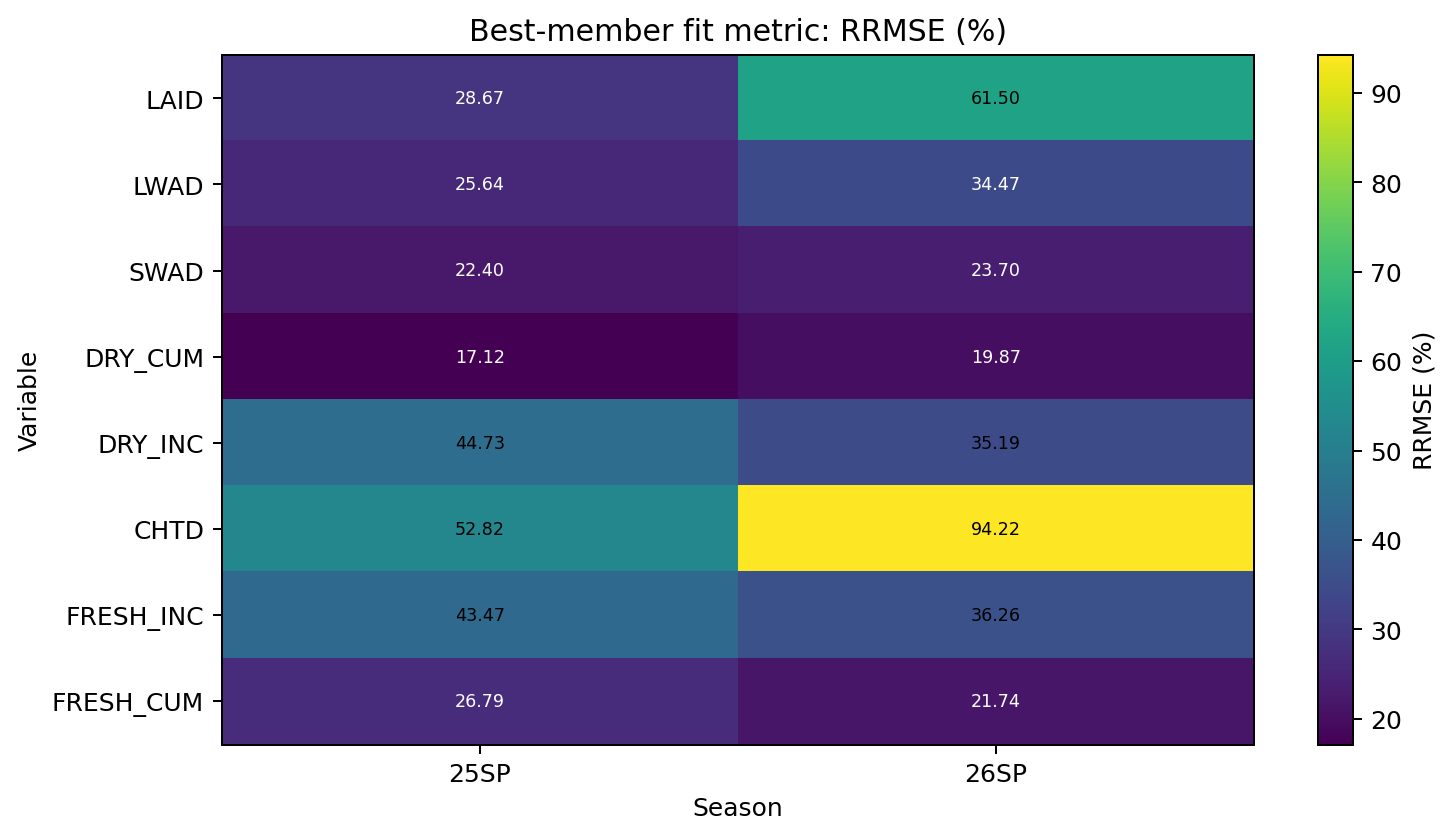 Best-member fit metric: RRMSE (%)
LAID 28.67 61.50
LWAD 25.64 34.47
SWAD 22.40 23.70
DRY_CUM 17.12 19.87
DRY_INC 44.73 35.19
CHTD 52.82 94.22
FRESH_INC 43.47 36.26
FRESH_CUM 26.79 21.74
25SP 26SP
Season
Variable
90
80
70
60
50
40
30
20
RRMSE (%)